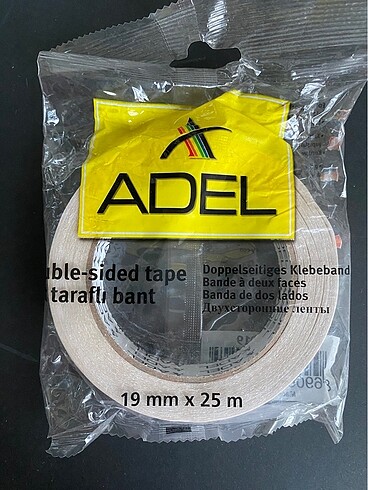 ADEL
uble-sided tape
taraflı bant
Doppelseitiges Klebeband
Bande à deux faces
Banda de dos lados
Двухсторонние ленты
19 mm x 25 m